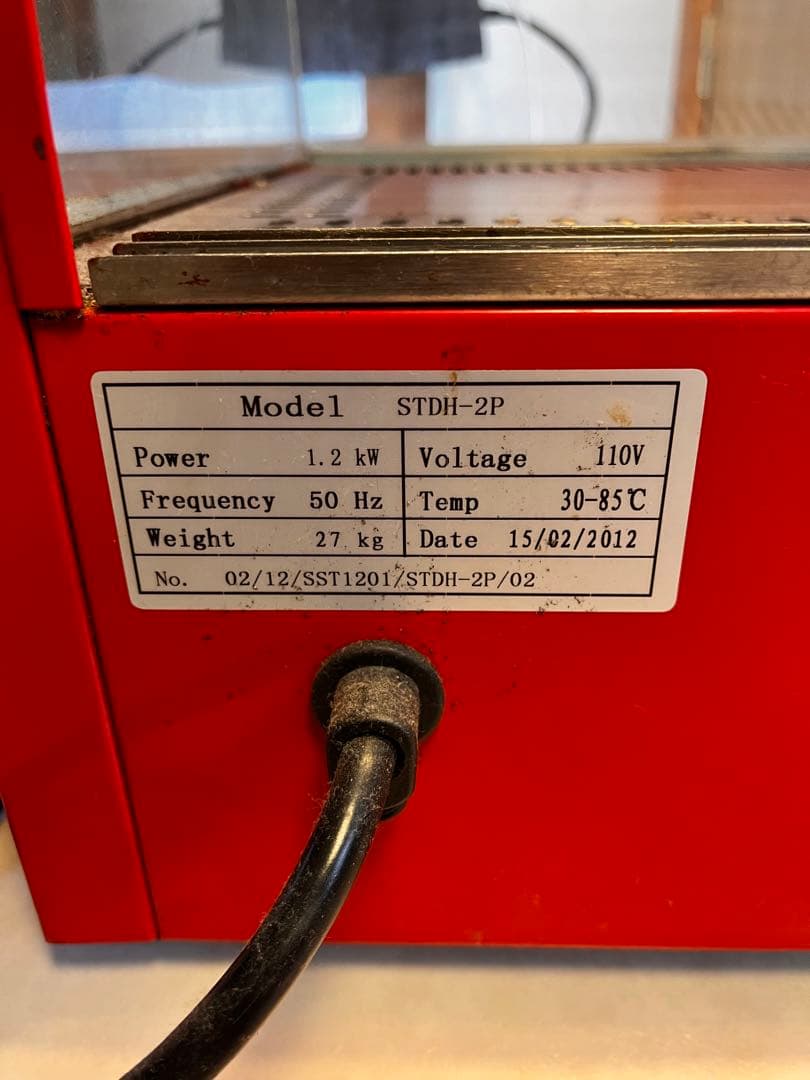 Model STDH-2P
Power 1.2 kW Voltage 110V
Frequency 50 Hz Temp 30-85℃
Weight 27 kg Date 15/02/2012
No. 02/12/SST1201/STDH-2P/02